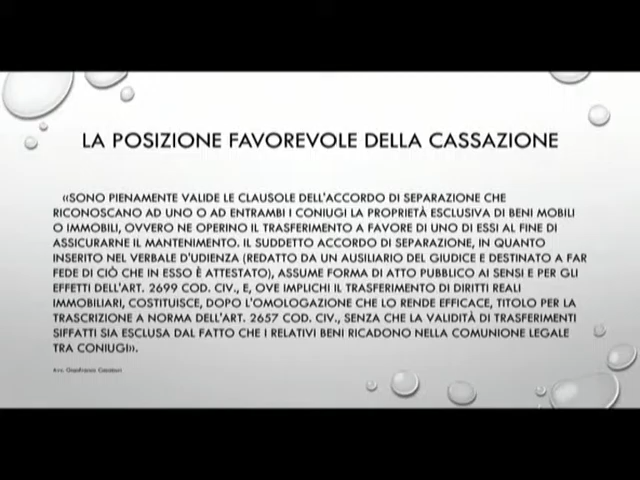 LA POSIZIONE FAVOREVOLE DELLA CASSAZIONE
«SONO PIENAMENTE VALIDE LE CLAUSOLE DELL'ACCORDO DI SEPARAZIONE CHE
RICONOSCANO AD UNO O AD ENTRAMBI I CONIUGI LA PROPRIETÀ ESCLUSIVA DI BENI MOBILI
O IMMOBILI, OVVERO NE OPERINO IL TRASFERIMENTO A FAVORE DI UNO DI ESSI AL FINE DI
ASSICURARNE IL MANTENIMENTO. IL SUDDETTO ACCORDO DI SEPARAZIONE, IN QUANTO
INSERITO NEL VERBALE D'UDIENZA (REDATTO DA UN AUSILIARIO DEL GIUDICE E DESTINATO A FAR
FEDE DI CIÒ CHE IN ESSO È ATTESTATO), ASSUME FORMA DI ATTO PUBBLICO AI SENSI E PER GLI
EFFETTI DELL'ART. 2699 COD. CIV., E, OVE IMPLICHI IL TRASFERIMENTO DI DIRITTI REALI
IMMOBILIARI, COSTITUISCE, DOPO L'OMOLOGAZIONE CHE LO RENDE EFFICACE, TITOLO PER LA
TRASCRIZIONE A NORMA DELL'ART. 2657 COD. CIV., SENZA CHE LA VALIDITÀ DI TRASFERIMENTI
SIFFATTI SIA ESCLUSA DAL FATTO CHE I RELATIVI BENI RICADONO NELLA COMUNIONE LEGALE
TRA CONIUGI».
Avv. Gianfranco